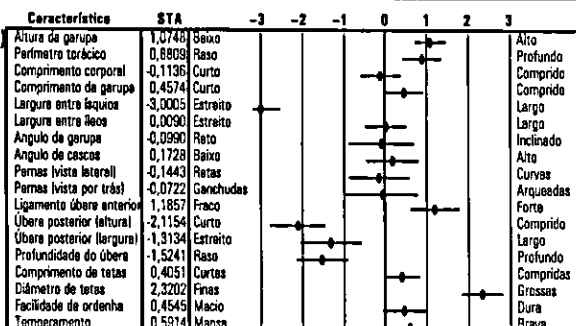 Característica STA -3 -2 -1 0 1 2 3
Altura da garupa 1,0748 Baixo Alto
Perímetro torácico 0,8809 Raso Profundo
Comprimento corporal -0,1136 Curto Comprido
Comprimento da garupa 0,4574 Curto Comprido
Largura entre ísquios -3,0005 Estreito Largo
Largura entre íleos 0,0090 Estreito Largo
Angulo da garupa -0,0990 Reto Inclinado
Angulo de cascos 0,1728 Baixo Alto
Pernas (vista lateral) -0,1443 Retas Curvas
Pernas (vista por trás) -0,0722 Ganchudas Arqueadas
Ligamento úbere anterior 1,1857 Fraco Forte
Úbere posterior (altura) -2,1154 Curto Comprido
Úbere posterior (largura) -1,3134 Estreito Largo
Profundidade do úbere -1,5241 Raso Profundo
Comprimento de tetas 0,4051 Curtas Compridas
Diâmetro de tetas 2,3202 Finas Grossas
Facilidade de ordenha 0,4545 Macio Dura
Temperamento 0,5914 Mansa Brava